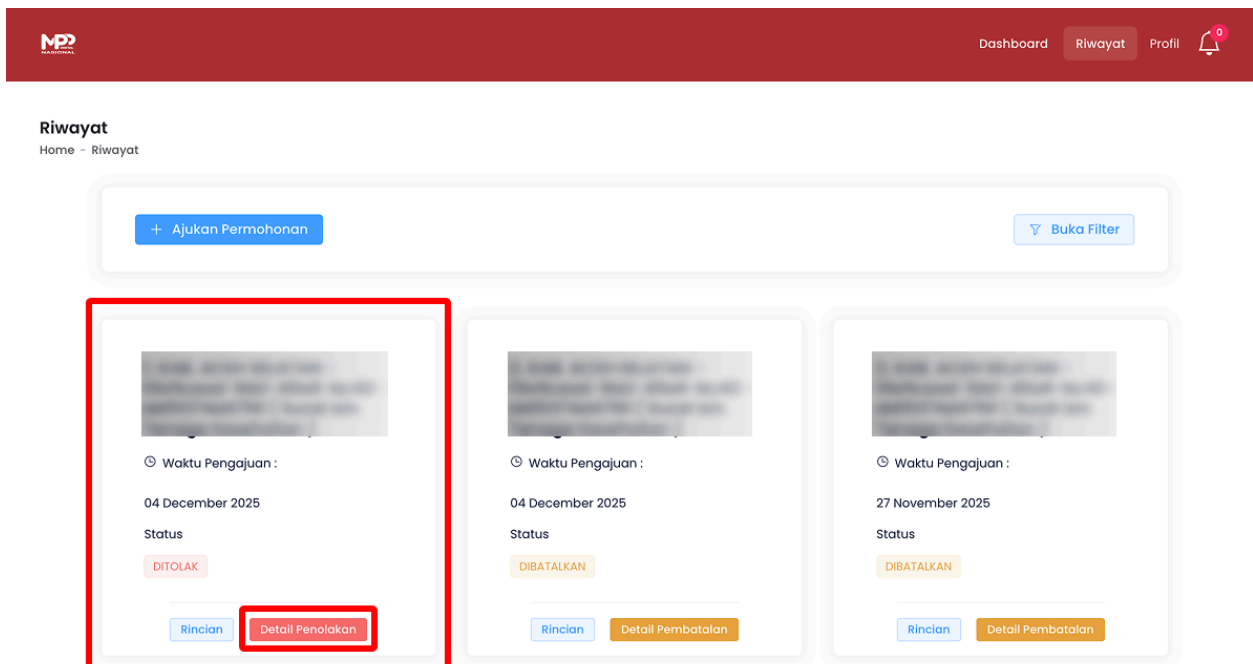 MPP
NASIONAL
Dashboard Riwayat Profil 0
Riwayat
Home - Riwayat
+ Ajukan Permohonan Buka Filter
Waktu Pengajuan :
04 December 2025
Status
DITOLAK
Rincian Detail Penolakan
Waktu Pengajuan :
04 December 2025
Status
DIBATALKAN
Rincian Detail Pembatalan
Waktu Pengajuan :
27 November 2025
Status
DIBATALKAN
Rincian Detail Pembatalan